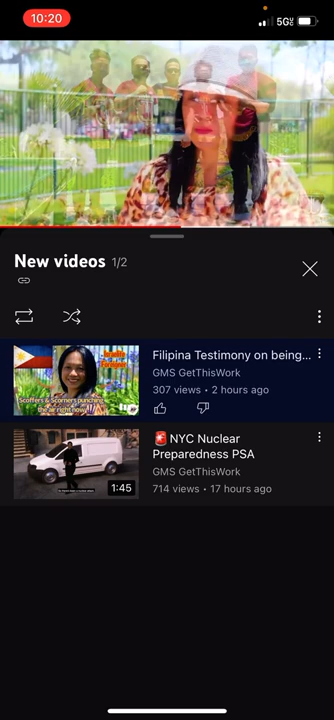 10:20
5G
New videos 1/2
Filipina Testimony on being...
GMS GetThisWork
307 views • 2 hours ago
Scoffers & Scorners punching
the air right now!
🚨NYC Nuclear
Preparedness PSA
GMS GetThisWork
714 views • 17 hours ago
1:45